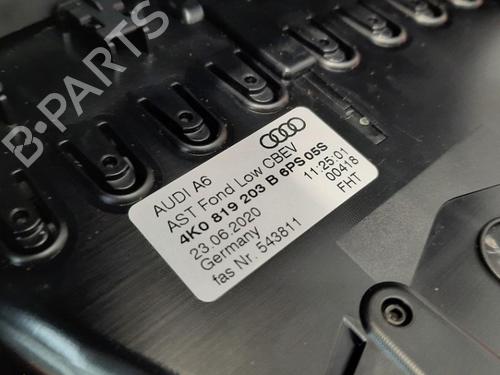 B-PARTS
AUDI A6
AST Fond Low CBEV
4K0 819 203 B 6PS 05S
23.06.2020 11:25:01
Germany 00418
fas Nr. 543811 FHT